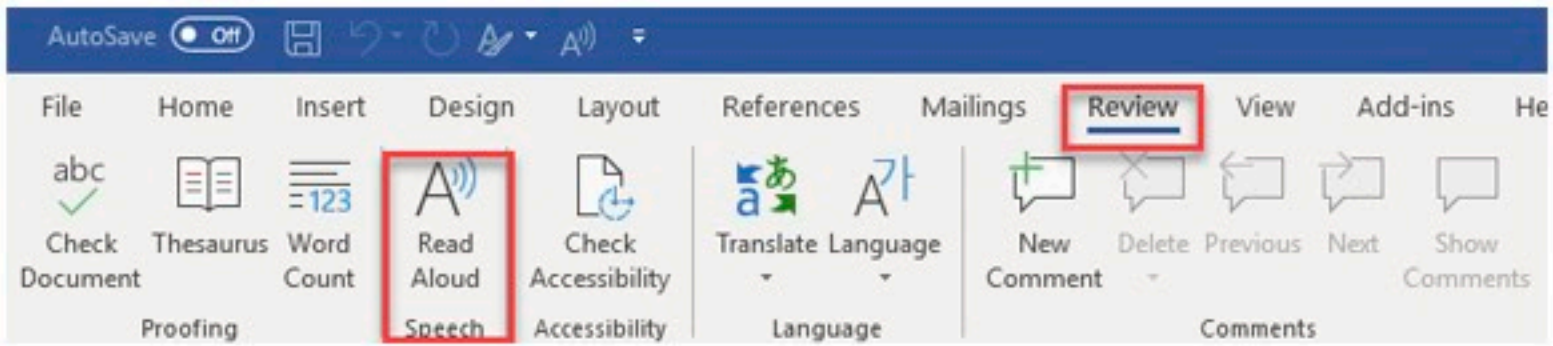 AutoSave Off
File Home Insert Design Layout References Mailings Review View Add-ins He
abc 123
Check Thesaurus Word Read Check Translate Language New Delete Previous Next Show
Document Count Aloud Accessibility Comment Comments
Proofing Speech Accessibility Language Comments